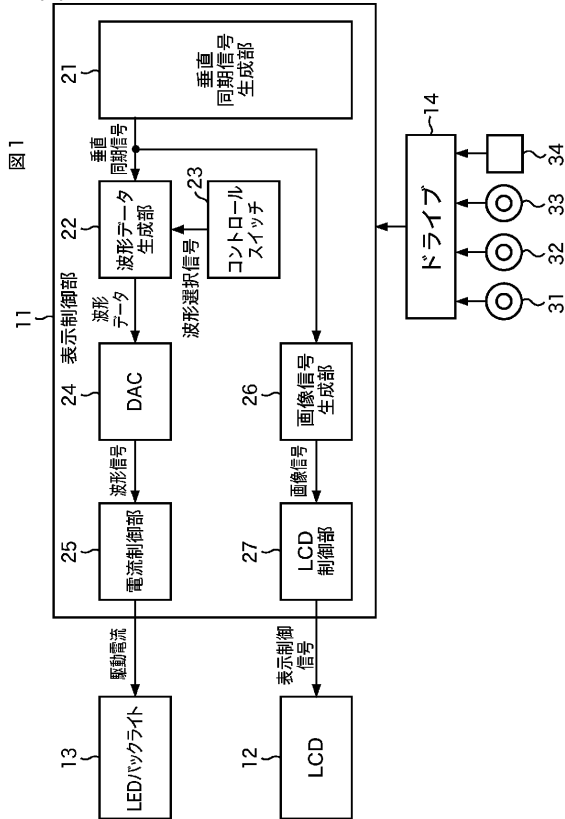 図1
11
表示制御部
21
垂直
同期信号
生成部
垂直
同期信号
22
波形データ
生成部
23
コントロール
スイッチ
波形選択信号
波形
データ
24
DAC
波形信号
25
電流制御部
駆動電流
13
LEDバックライト
26
画像信号
生成部
画像信号
27
LCD
制御部
表示制御
信号
12
LCD
14
ドライブ
31
32
33
34